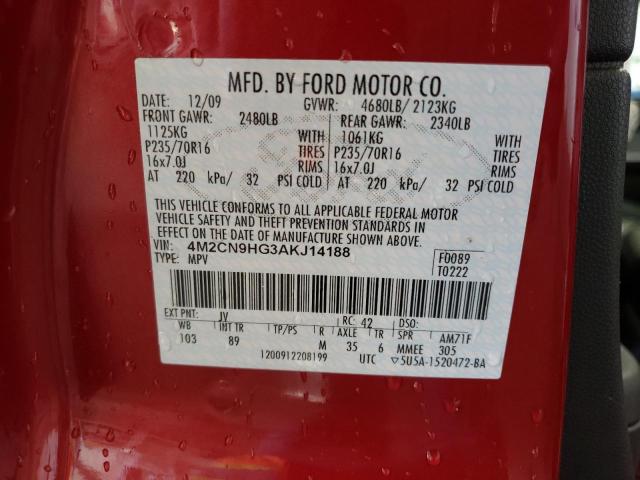 MFD. BY FORD MOTOR CO.
DATE: 12/09 GVWR: 4680LB/ 2123KG
FRONT GAWR: 2480LB REAR GAWR: 2340LB
1125KG WITH 1061KG WITH
P235/70R16 TIRES P235/70R16 TIRES
16x7.0J RIMS 16x7.0J RIMS
AT 220 kPa/ 32 PSI COLD AT 220 kPa/ 32 PSI COLD
THIS VEHICLE CONFORMS TO ALL APPLICABLE FEDERAL MOTOR
VEHICLE SAFETY AND THEFT PREVENTION STANDARDS IN
EFFECT ON THE DATE OF MANUFACTURE SHOWN ABOVE.
VIN: 4M2CN9HG3AKJ14188 F0089
TYPE: MPV T0222
EXT PNT: JV RC: 42 DSO:
WB INT TR TP/PS R AXLE TR SPR AM71F
103 89 M 35 6 MMEE 305
1200912208199 UTC ▽5U5A-1520472-BA